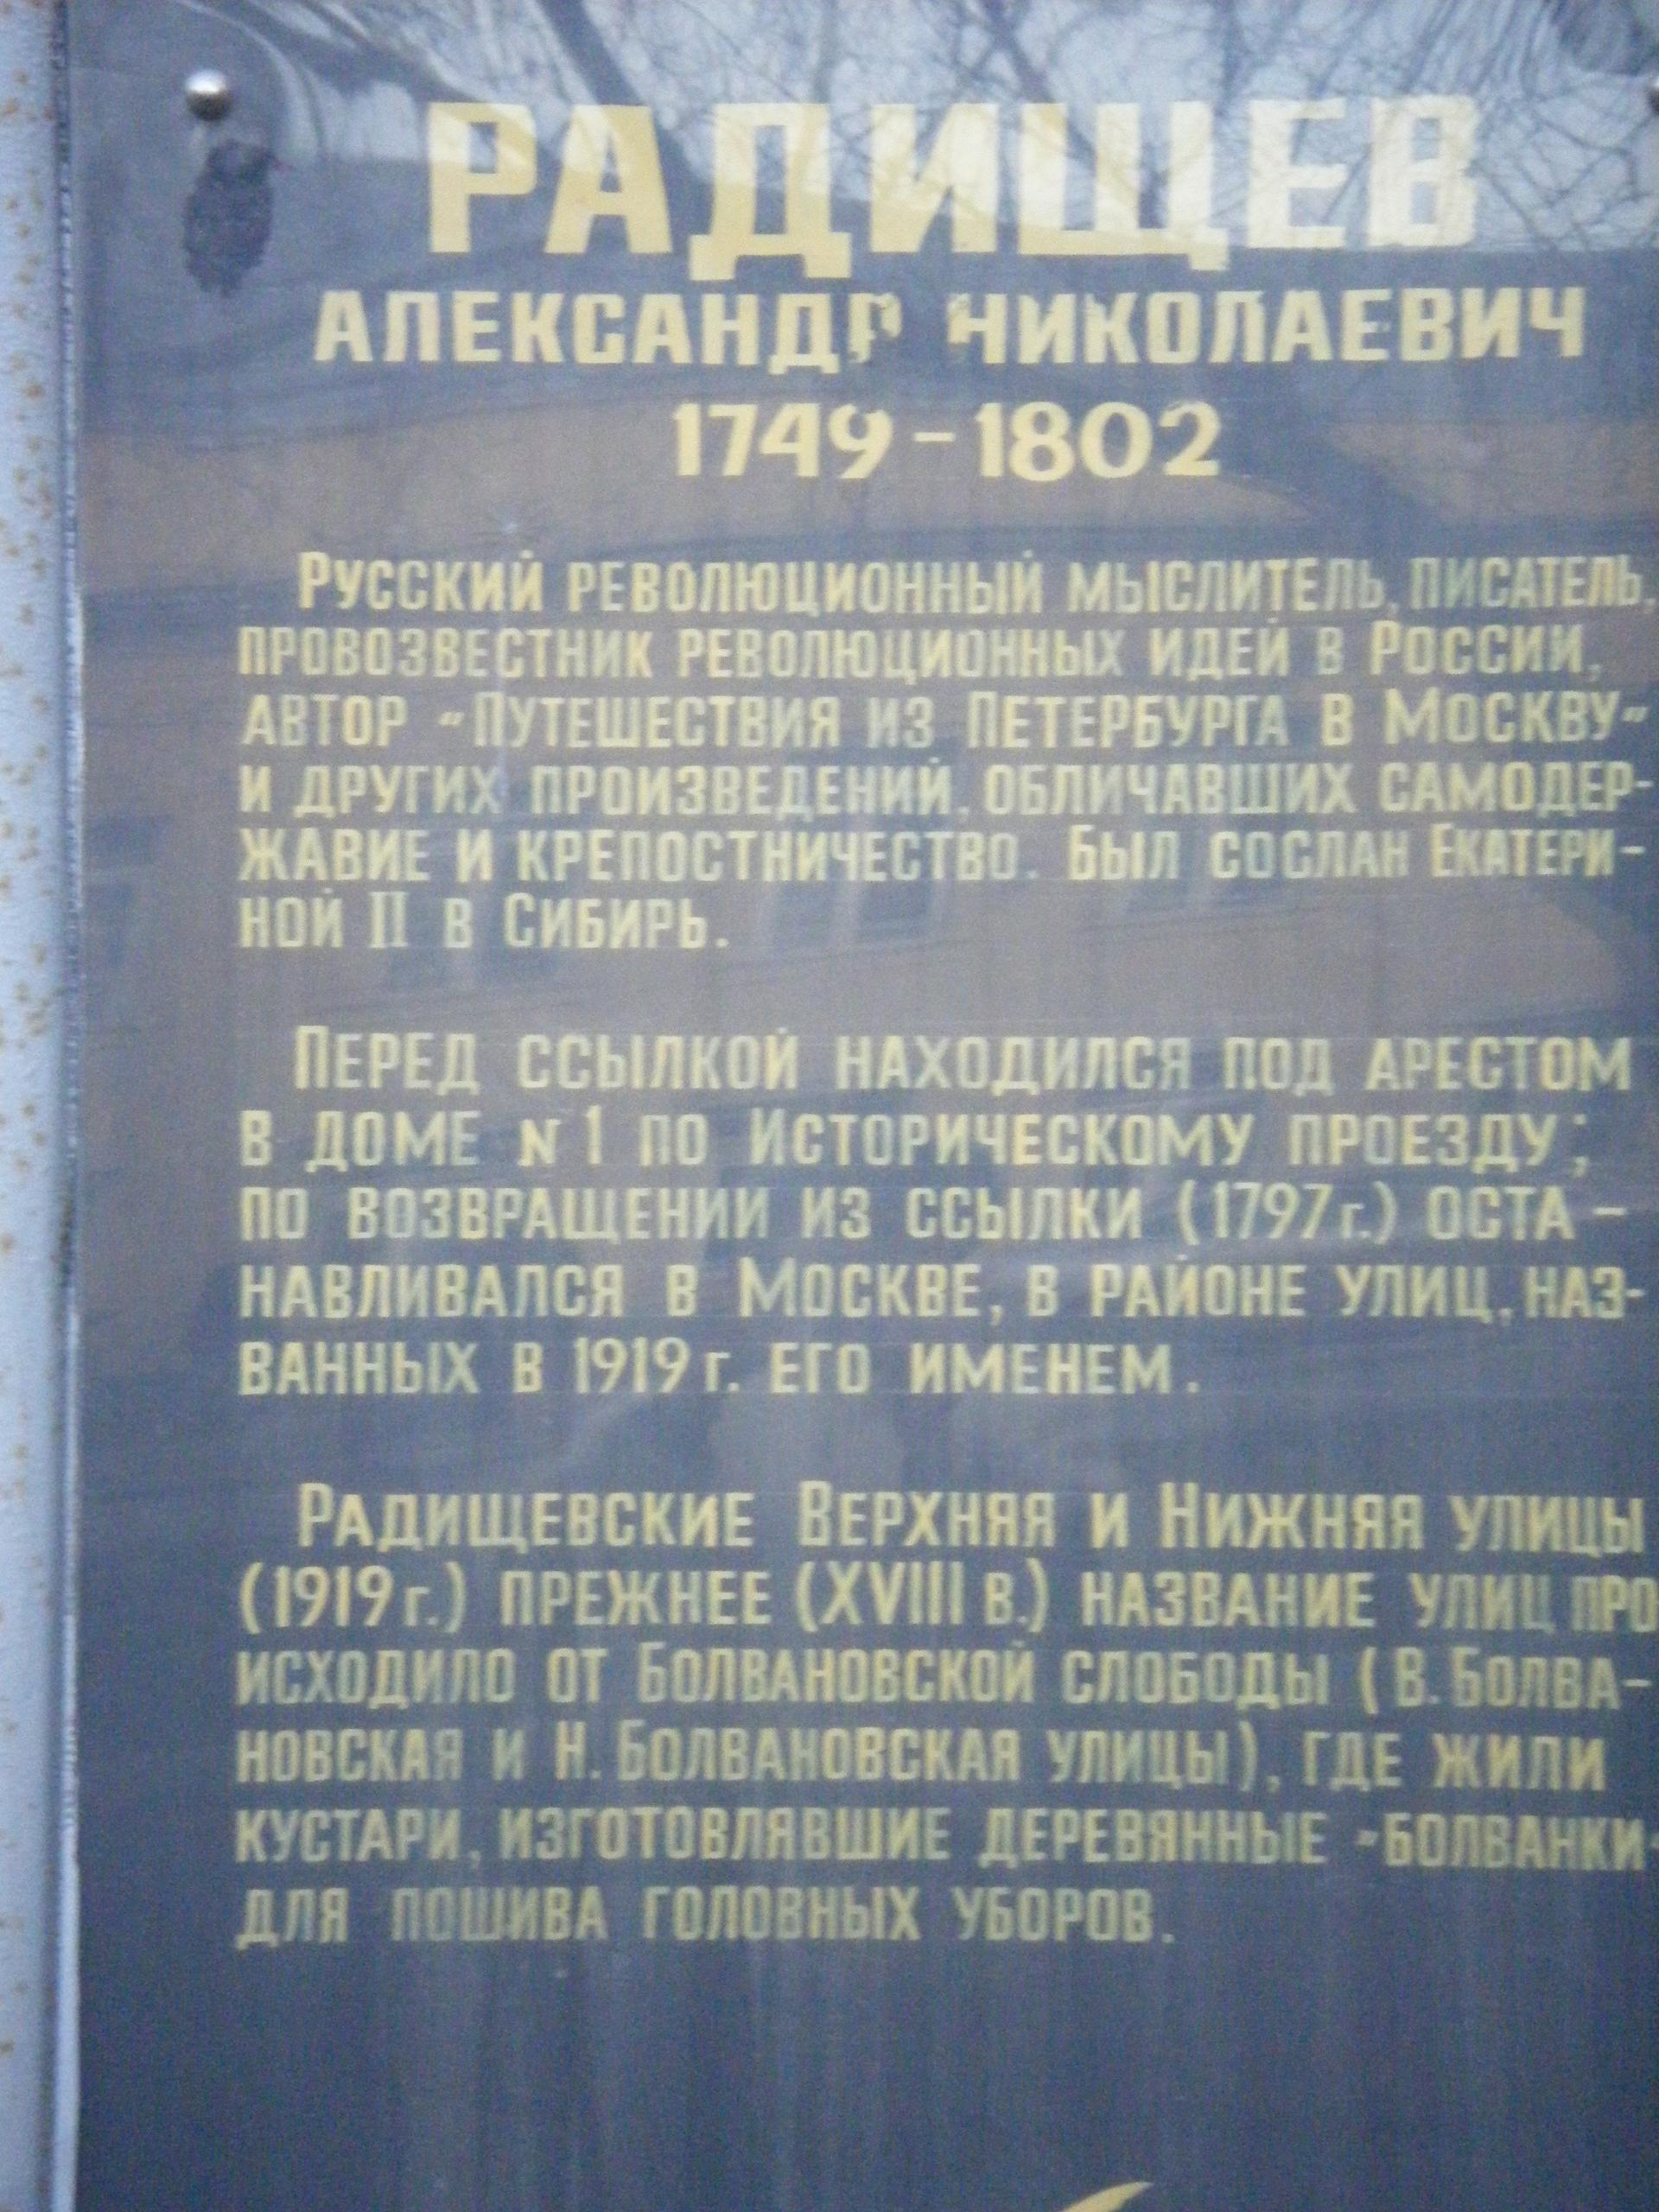 РАДИЩЕВ
АЛЕКСАНДР НИКОЛАЕВИЧ
1749-1802
Русский революционный мыслитель, писатель,
провозвестник революционных идей в России,
автор "Путешествия из Петербурга в Москву"
и других произведений, обличавших самодер-
жавие и крепостничество. Был сослан Екатери-
ной II в Сибирь.
Перед ссылкой находился под арестом
в доме N1 по Историческому проезду;
по возвращении из ссылки (1797г.) оста-
навливался в Москве, в районе улиц, наз-
ванных в 1919г. его именем.
Радищевские Верхняя и Нижняя улицы
(1919г.) прежнее (XVIII в.) название улиц про
исходило от Болвановской слободы (В. Болва-
новская и Н. Болвановская улицы), где жили
кустари, изготовлявшие деревянные "болванки"
для пошива головных уборов.